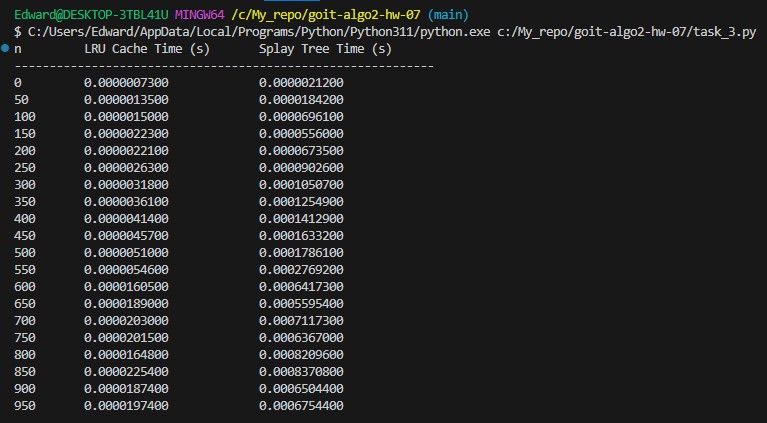 Edward@DESKTOP-3TBL41U MINGW64 /c/My_repo/goit-algo2-hw-07 (main)
$ C:/Users/Edward/AppData/Local/Programs/Python/Python311/python.exe c:/My_repo/goit-algo2-hw-07/task_3.py
n         LRU Cache Time (s)       Splay Tree Time (s)
------------------------------------------------------------
0         0.0000007300             0.0000021200
50        0.0000013500             0.0000184200
100       0.0000015000             0.0000696100
150       0.0000022300             0.0000556000
200       0.0000022100             0.0000673500
250       0.0000026300             0.0000902600
300       0.0000031800             0.0001050700
350       0.0000036100             0.0001254900
400       0.0000041400             0.0001412900
450       0.0000045700             0.0001633200
500       0.0000051000             0.0001786100
550       0.0000054600             0.0002769200
600       0.0000160500             0.0006417300
650       0.0000189000             0.0005595400
700       0.0000203000             0.0007117300
750       0.0000201500             0.0006367000
800       0.0000164800             0.0008209600
850       0.0000225400             0.0008370800
900       0.0000187400             0.0006504400
950       0.0000197400             0.0006754400